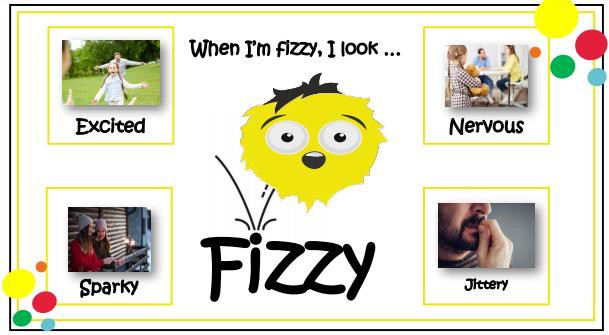 When I'm fizzy, I look ...
Excited
Nervous
Sparky
Jittery
Fizzy